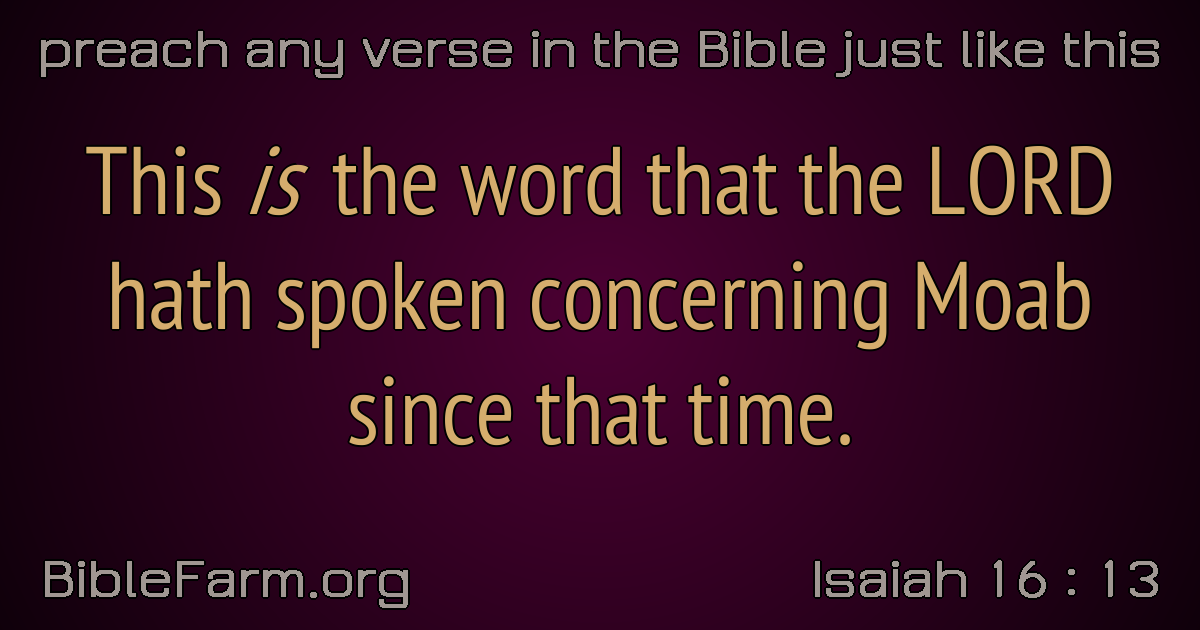 preach any verse in the Bible just like this
This is the word that the LORD
hath spoken concerning Moab
since that time.
BibleFarm.org
Isaiah 16 : 13